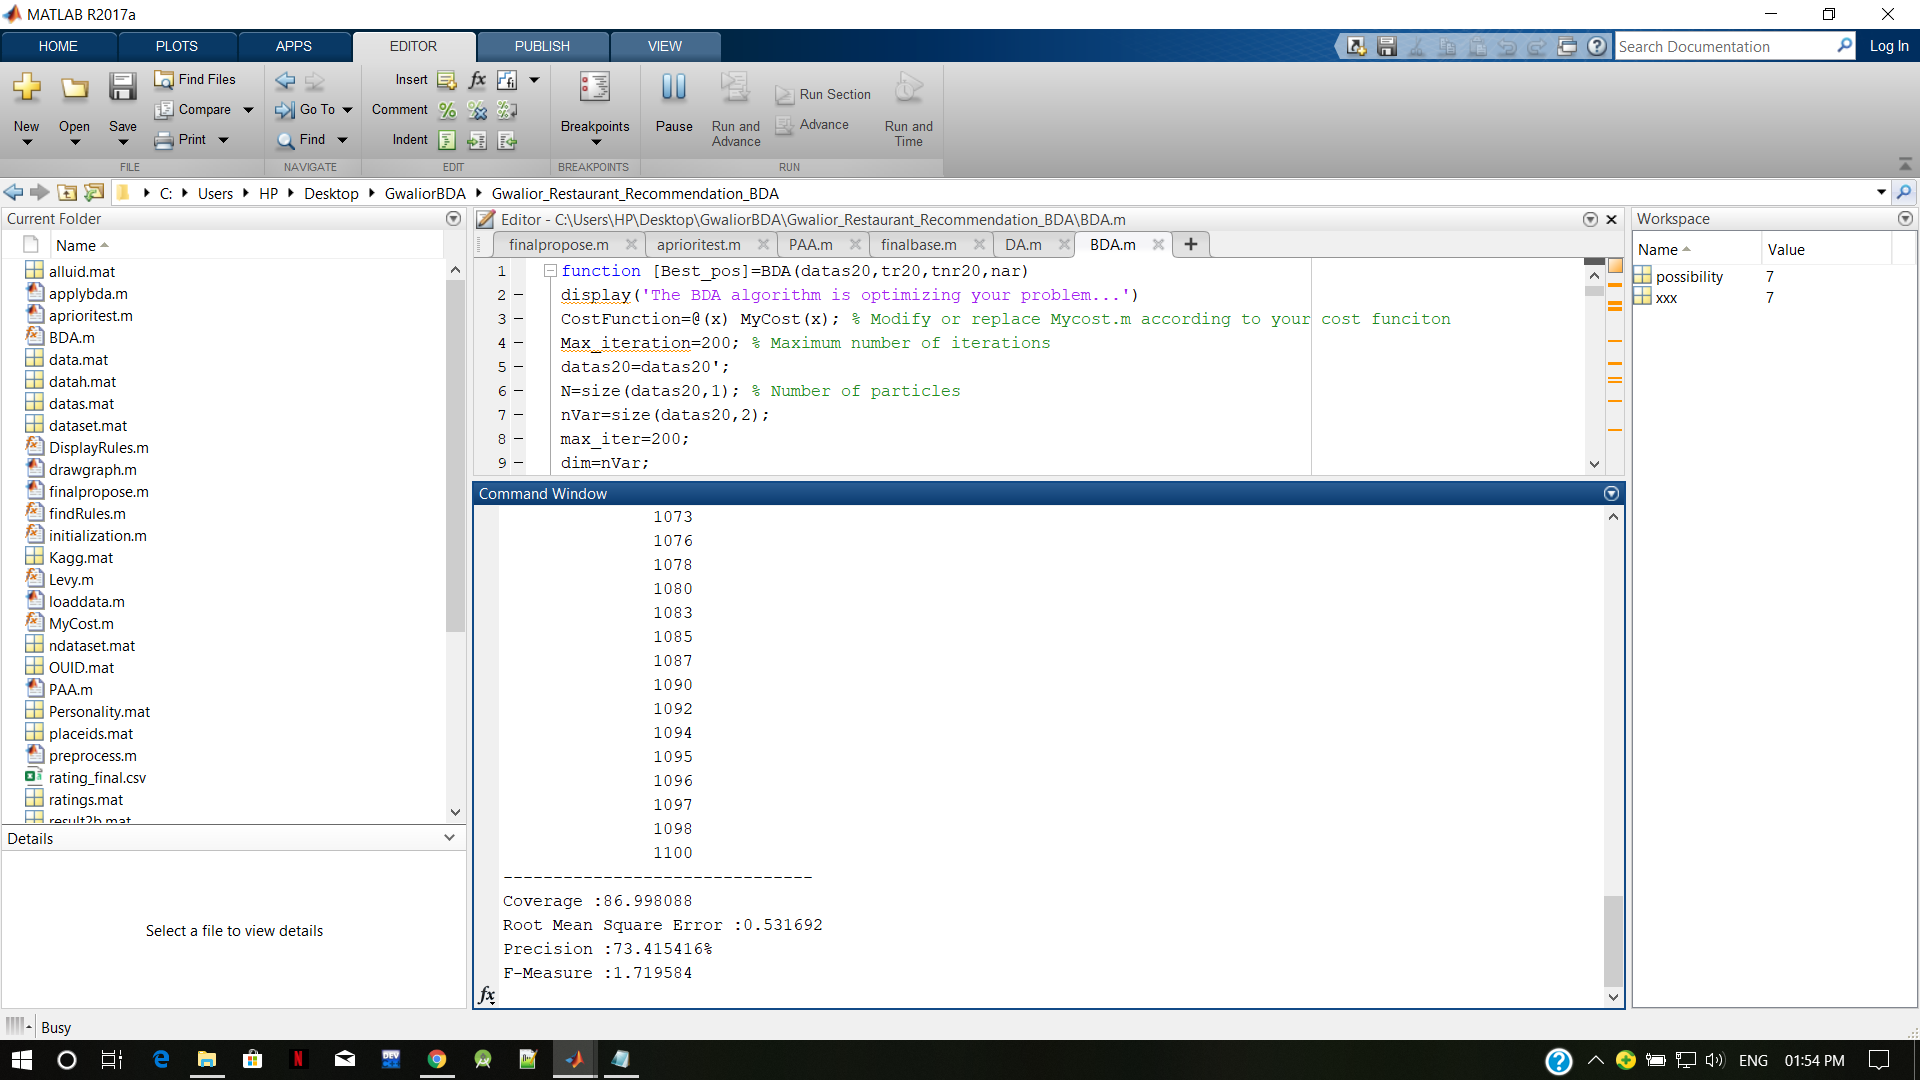 MATLAB R2017a
HOME PLOTS APPS EDITOR PUBLISH VIEW
Search Documentation Log In
New Open Save
Find Files
Compare
Print
FILE
Go To
Find
NAVIGATE
Insert
Comment
Indent
EDIT
Breakpoints
BREAKPOINTS
Pause
Run and Advance
Run Section
Advance
Run and Time
RUN
C: Users HP Desktop GwaliorBDA Gwalior_Restaurant_Recommendation_BDA
Current Folder
Name
alluid.mat
applybda.m
aprioritest.m
BDA.m
data.mat
datah.mat
datas.mat
dataset.mat
DisplayRules.m
drawgraph.m
finalpropose.m
findRules.m
initialization.m
Kagg.mat
Levy.m
loaddata.m
MyCost.m
ndataset.mat
OUID.mat
PAA.m
Personality.mat
placeids.mat
preprocess.m
rating_final.csv
ratings.mat
result2b.mat
Details
Select a file to view details
Editor - C:\Users\HP\Desktop\GwaliorBDA\Gwalior_Restaurant_Recommendation_BDA\BDA.m
finalpropose.m aprioritest.m PAA.m finalbase.m DA.m BDA.m
1 function [Best_pos]=BDA(datas20,tr20,tnr20,nar)
2 display('The BDA algorithm is optimizing your problem...')
3 CostFunction=@(x) MyCost(x); % Modify or replace Mycost.m according to your cost funciton
4 Max_iteration=200; % Maximum number of iterations
5 datas20=datas20';
6 N=size(datas20,1); % Number of particles
7 nVar=size(datas20,2);
8 max_iter=200;
9 dim=nVar;
Command Window
1073
1076
1078
1080
1083
1085
1087
1090
1092
1094
1095
1096
1097
1098
1100
-------------------------------
Coverage :86.998088
Root Mean Square Error :0.531692
Precision :73.415416%
F-Measure :1.719584
fx
Workspace
Name Value
possibility 7
xxx 7
Busy
ENG 01:54 PM